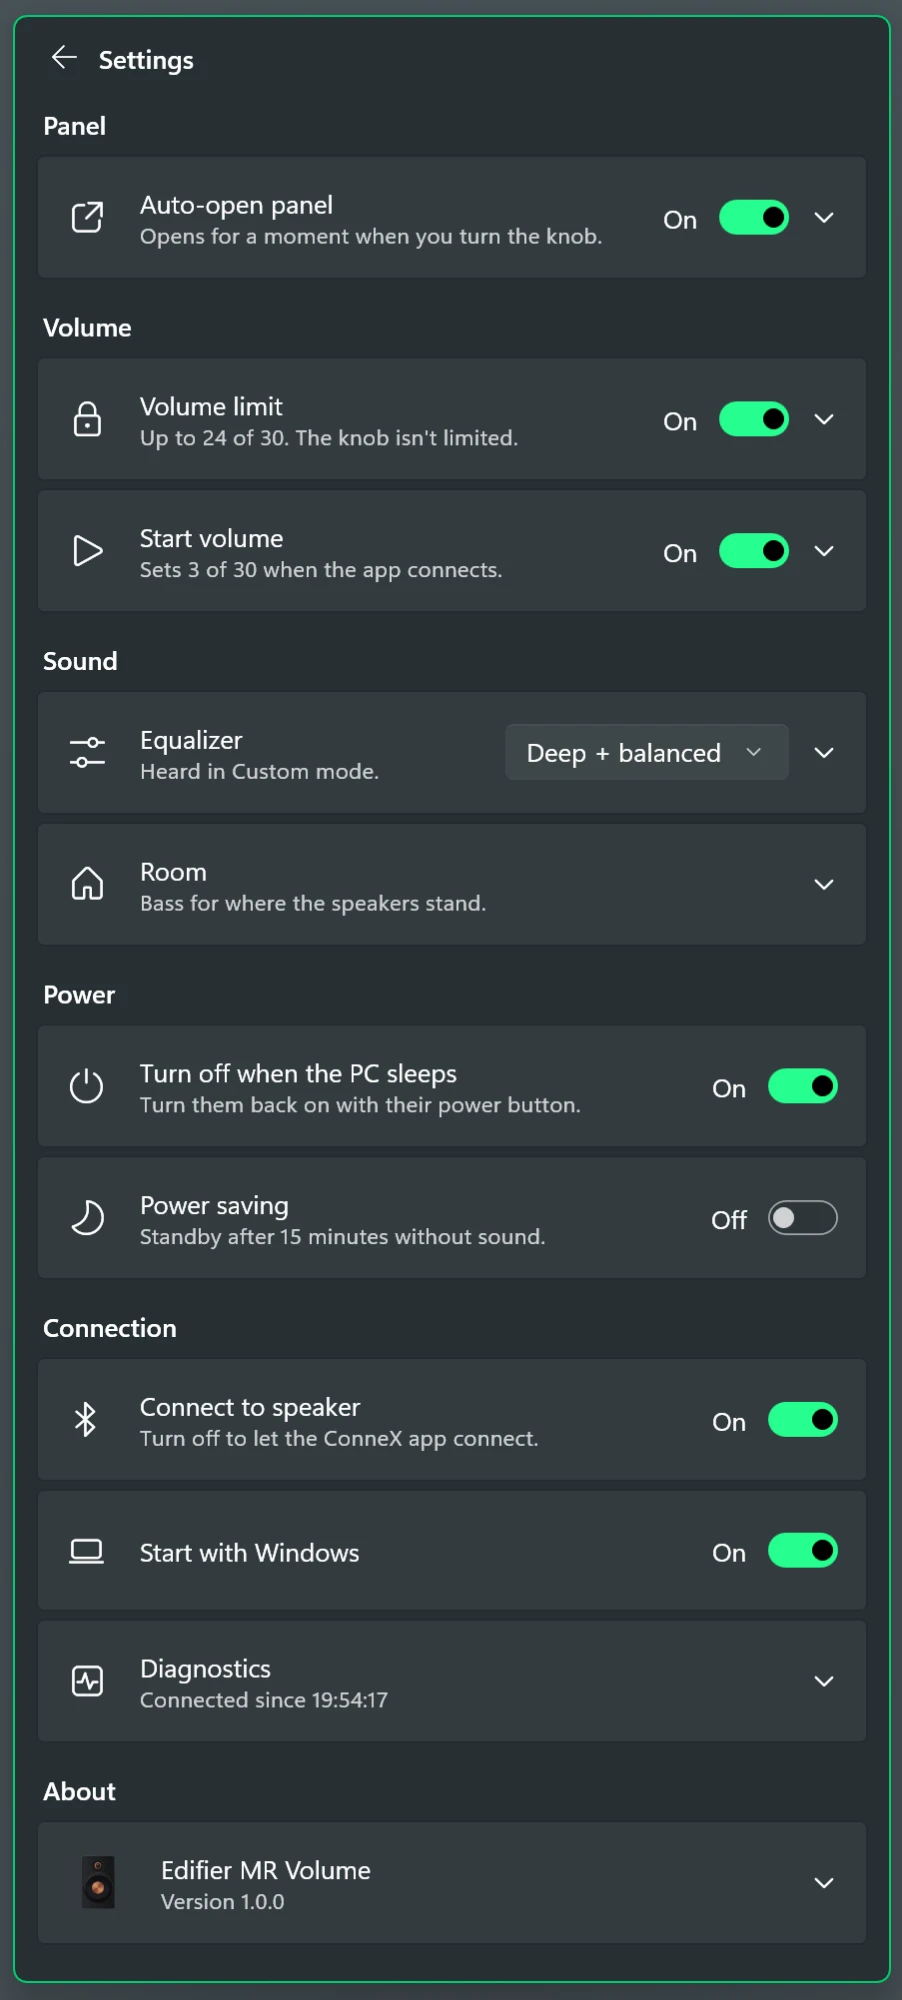 Settings
Panel
Auto-open panel
Opens for a moment when you turn the knob.
On
Volume
Volume limit
Up to 24 of 30. The knob isn't limited.
On
Start volume
Sets 3 of 30 when the app connects.
On
Sound
Equalizer
Heard in Custom mode.
Deep + balanced
Room
Bass for where the speakers stand.
Power
Turn off when the PC sleeps
Turn them back on with their power button.
On
Power saving
Standby after 15 minutes without sound.
Off
Connection
Connect to speaker
Turn off to let the ConneX app connect.
On
Start with Windows
On
Diagnostics
Connected since 19:54:17
About
Edifier MR Volume
Version 1.0.0